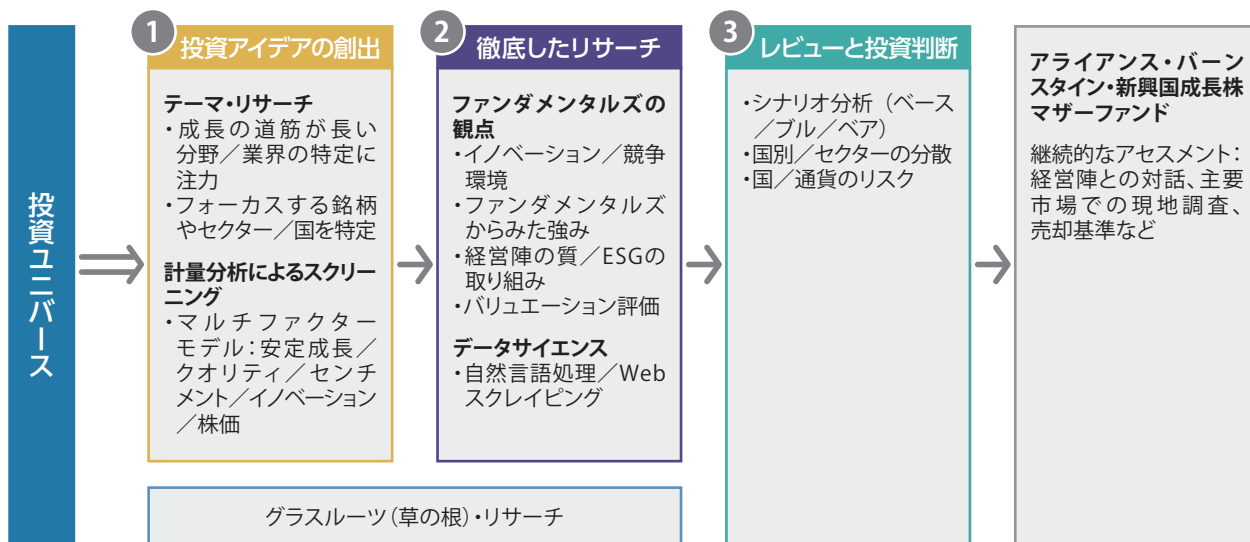 投資ユニバース
1
投資アイデアの創出
テーマ・リサーチ
・成長の道筋が長い
分野／業界の特定に
注力
・フォーカスする銘柄
やセクター／国を特定
計量分析によるスクリー
ニング
・マルチファクター
モデル：安定成長／
クオリティ／センチ
メント／イノベーション
／株価
2
徹底したリサーチ
ファンダメンタルズの
観点
・イノベーション／競争
環境
・ファンダメンタルズ
からみた強み
・経営陣の質／ESGの
取り組み
・バリュエーション評価
データサイエンス
・自然言語処理／Web
スクレイピング
グラスルーツ（草の根）・リサーチ
3
レビューと投資判断
・シナリオ分析（ベース
／ブル／ベア）
・国別／セクターの分散
・国／通貨のリスク
アライアンス・バーン
スタイン・新興国成長株
マザーファンド
継続的なアセスメント：
経営陣との対話、主要
市場での現地調査、
売却基準など